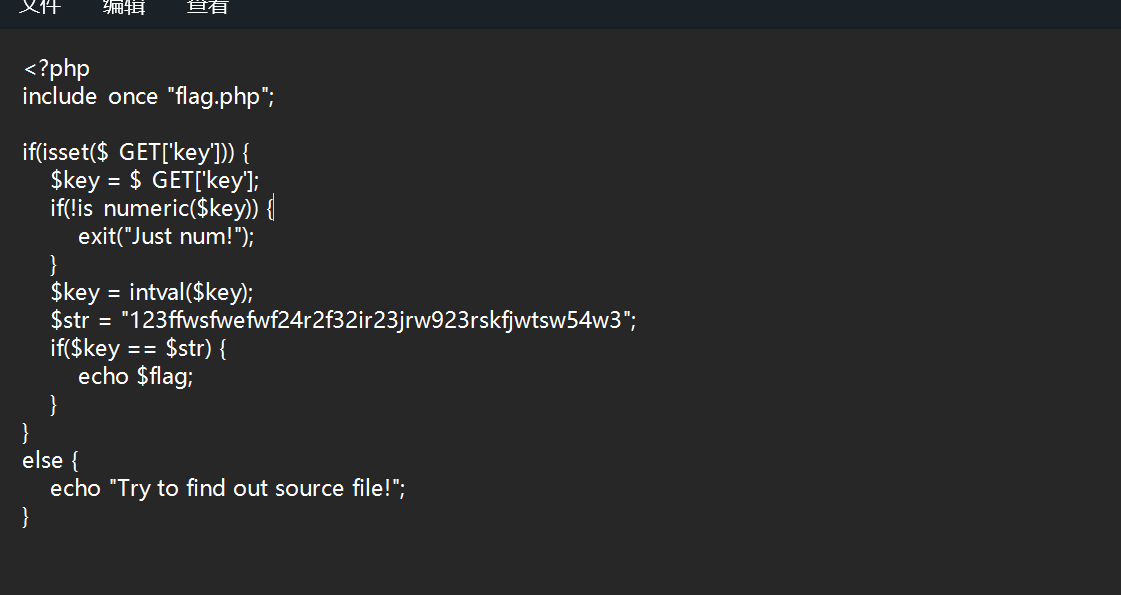 文件 编辑 查看
<?php
include once "flag.php";
if(isset($ GET['key'])) {
$key = $ GET['key'];
if(!is numeric($key)) {
exit("Just num!");
}
$key = intval($key);
$str = "123ffwsfwefwf24r2f32ir23jrw923rskfjwtsw54w3";
if($key == $str) {
echo $flag;
}
}
else {
echo "Try to find out source file!";
}